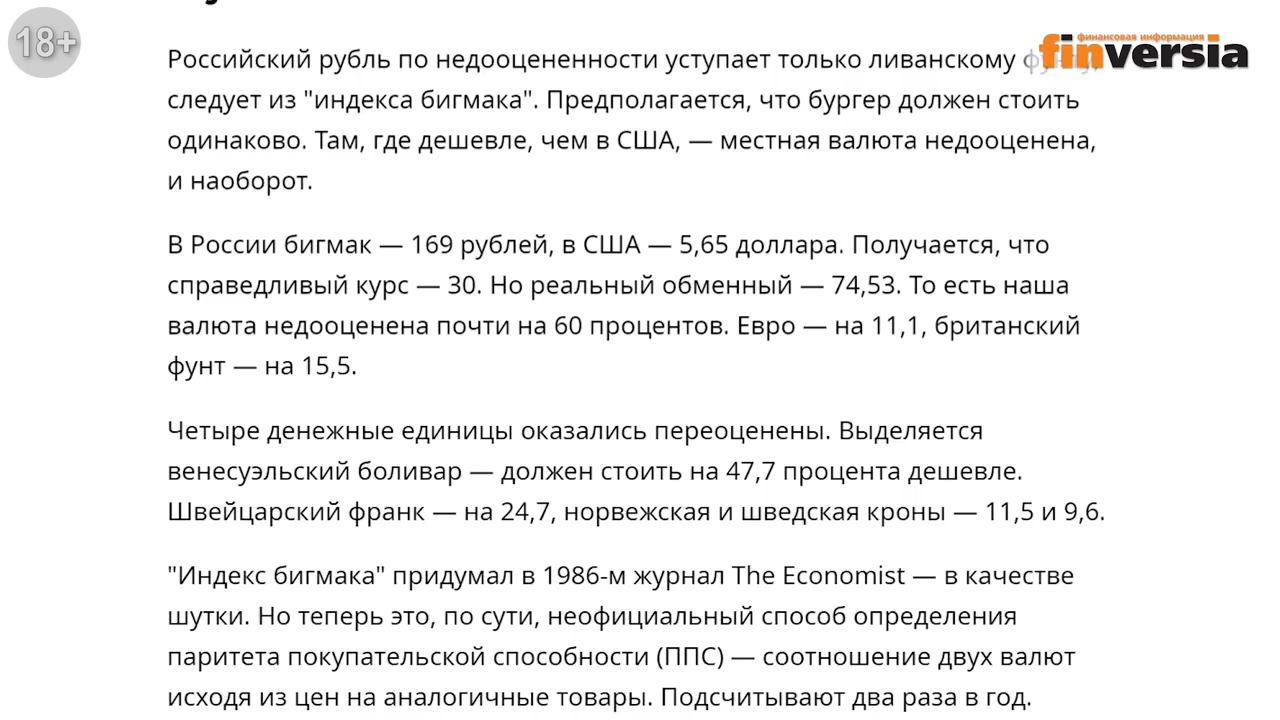 18+
финансовая информация
finversia
Российский рубль по недооцененности уступает только ливанскому
следует из "индекса бигмака". Предполагается, что бургер должен стоить
одинаково. Там, где дешевле, чем в США, — местная валюта недооценена,
и наоборот.
В России бигмак — 169 рублей, в США — 5,65 доллара. Получается, что
справедливый курс — 30. Но реальный обменный — 74,53. То есть наша
валюта недооценена почти на 60 процентов. Евро — на 11,1, британский
фунт — на 15,5.
Четыре денежные единицы оказались переоценены. Выделяется
венесуэльский боливар — должен стоить на 47,7 процента дешевле.
Швейцарский франк — на 24,7, норвежская и шведская кроны — 11,5 и 9,6.
"Индекс бигмака" придумал в 1986-м журнал The Economist — в качестве
шутки. Но теперь это, по сути, неофициальный способ определения
паритета покупательской способности (ППС) — соотношение двух валют
исходя из цен на аналогичные товары. Подсчитывают два раза в год.